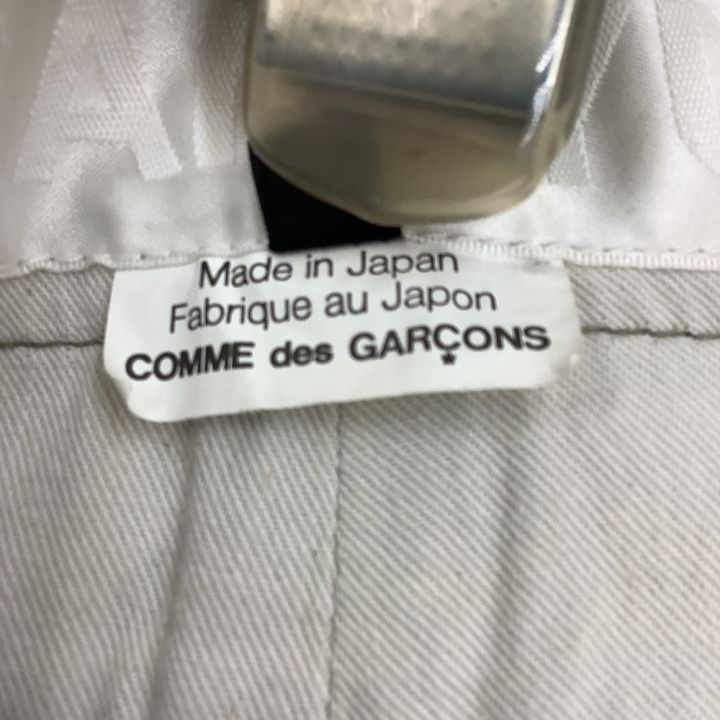 Made in Japan
Fabrique au Japon
COMME des GARÇONS